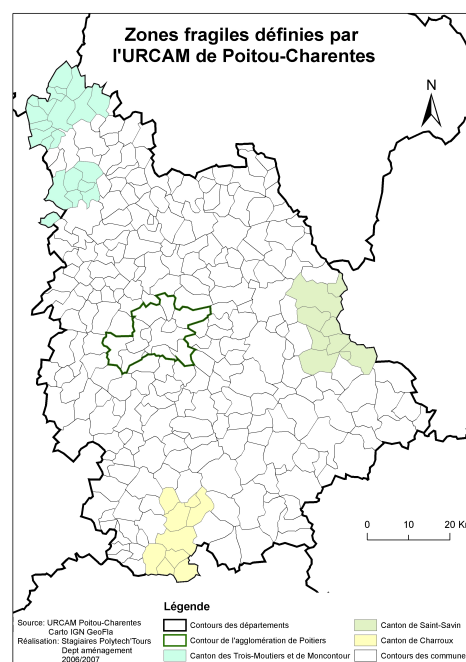 Zones fragiles définies par
l'URCAM de Poitou-Charentes
N
0 10 20 K
Légende
Source: URCAM Poitou-Charentes
Carto IGN GeoFla
Réalisation: Stagiaires Polytech'Tours
Dept aménagement
2006/2007
Contours des départements
Contour de l'agglomération de Poitiers
Canton des Trois-Moutiers et de Moncontour
Canton de Saint-Savin
Canton de Charroux
Contours des commune